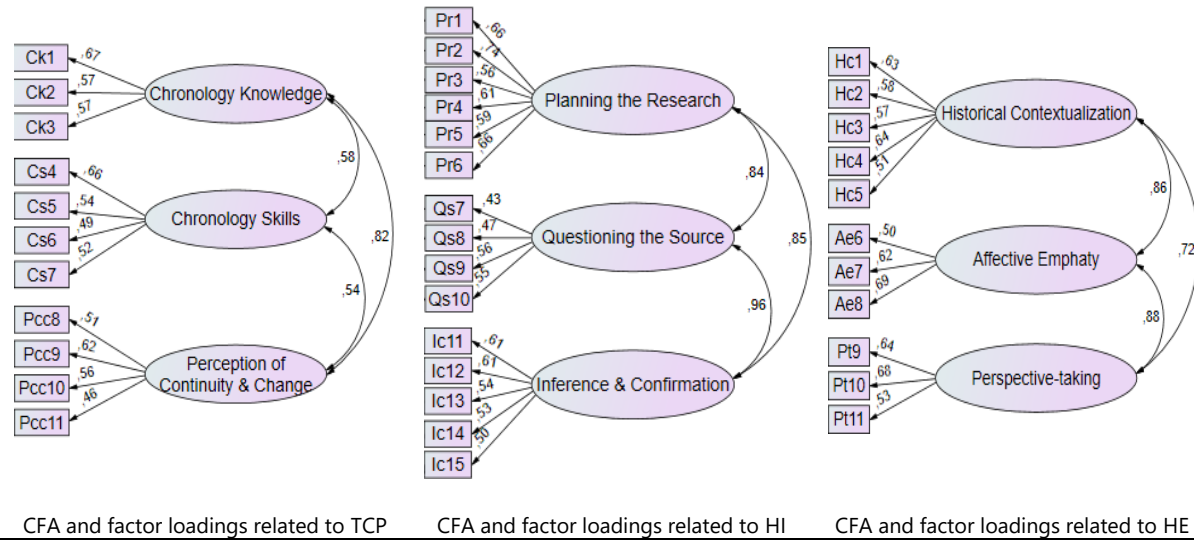 Ck1
Ck2
Ck3
,67
,57
,57
Chronology Knowledge
Cs4
Cs5
Cs6
Cs7
,66
,54
,49
,52
Chronology Skills
Pcc8
Pcc9
Pcc10
Pcc11
,51
,62
,56
,46
Perception of
Continuity & Change
,58
,82
,54
CFA and factor loadings related to TCP
Pr1
Pr2
Pr3
Pr4
Pr5
Pr6
,66
,74
,56
,61
,59
,66
Planning the Research
Qs7
Qs8
Qs9
Qs10
,43
,47
,56
,55
Questioning the Source
Ic11
Ic12
Ic13
Ic14
Ic15
,61
,61
,54
,53
,50
Inference & Confirmation
,84
,85
,96
CFA and factor loadings related to HI
Hc1
Hc2
Hc3
Hc4
Hc5
,63
,58
,57
,64
,51
Historical Contextualization
Ae6
Ae7
Ae8
,50
,62
,69
Affective Emphaty
Pt9
Pt10
Pt11
,64
,68
,53
Perspective-taking
,86
,72
,88
CFA and factor loadings related to HE